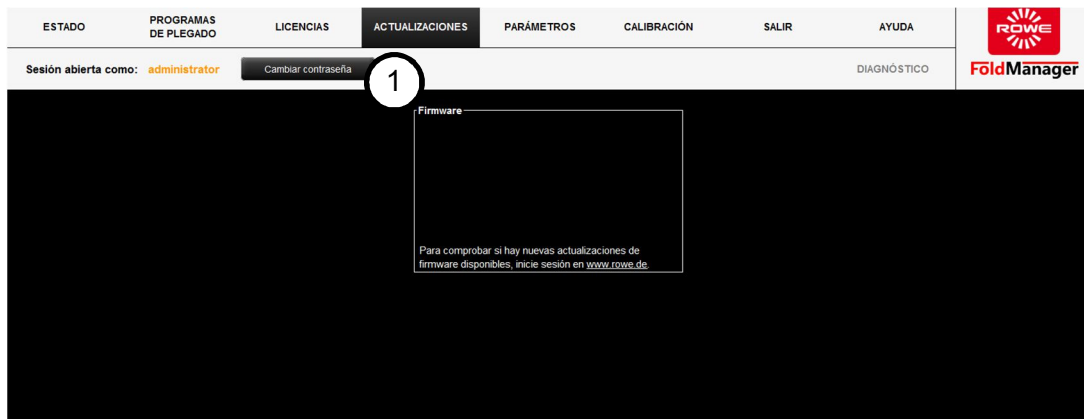 ESTADO
PROGRAMAS
DE PLEGADO
LICENCIAS
ACTUALIZACIONES
PARÁMETROS
CALIBRACIÓN
SALIR
AYUDA
ROWE
FoldManager
Sesión abierta como: administrator
Cambiar contraseña
1
DIAGNÓSTICO
Firmware
Para comprobar si hay nuevas actualizaciones de
firmware disponibles, inicie sesión en www.rowe.de.